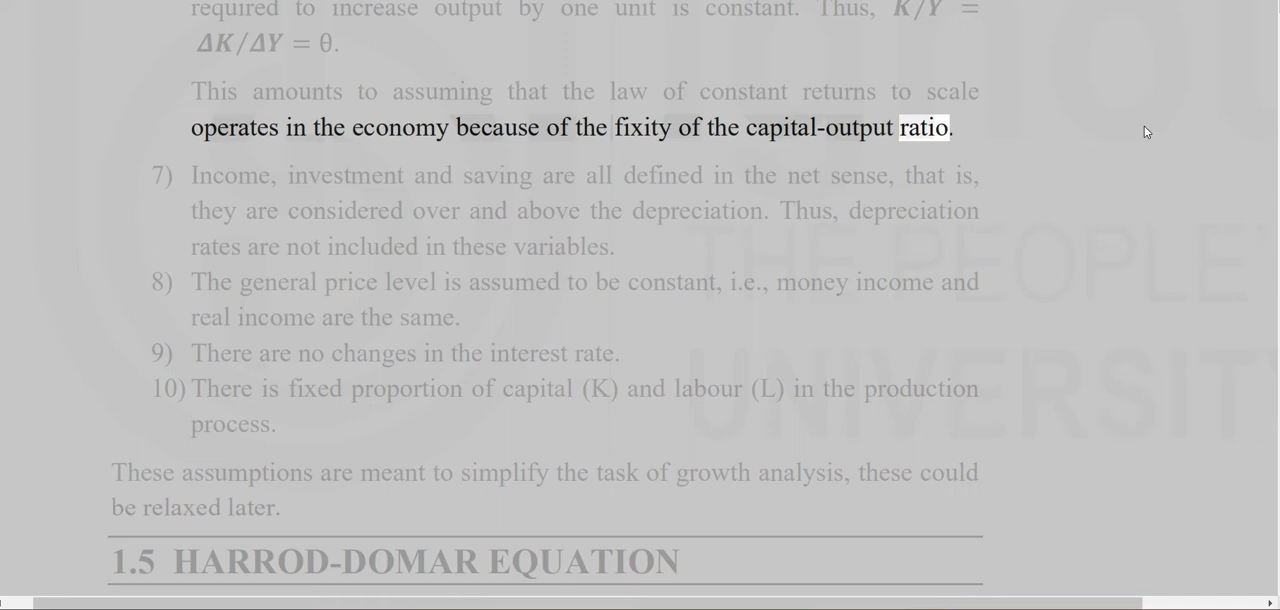 required to increase output by one unit is constant. Thus, K/Y =
ΔK/ΔY = θ.
This amounts to assuming that the law of constant returns to scale
operates in the economy because of the fixity of the capital-output ratio.
7) Income, investment and saving are all defined in the net sense, that is,
they are considered over and above the depreciation. Thus, depreciation
rates are not included in these variables.
8) The general price level is assumed to be constant, i.e., money income and
real income are the same.
9) There are no changes in the interest rate.
10) There is fixed proportion of capital (K) and labour (L) in the production
process.
These assumptions are meant to simplify the task of growth analysis, these could
be relaxed later.
1.5 HARROD-DOMAR EQUATION
THE PEOPLE'
UNIVERSITY